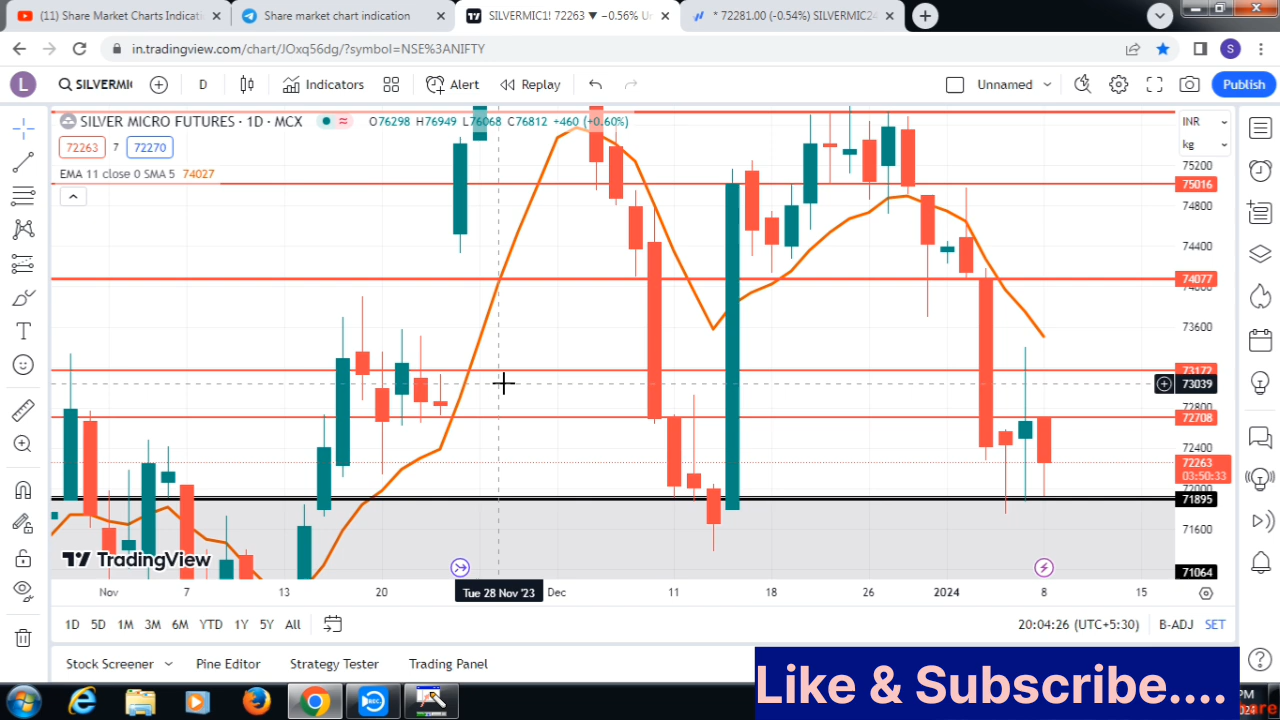 (11) Share Market Charts Indicati
Share market chart indication
SILVERMIC1! 72263 ▼ −0.56% Un
* 72281.00 (-0.54%) SILVERMIC24
in.tradingview.com/chart/JOxq56dg/?symbol=NSE%3ANIFTY
S
L
SILVERMIC
D
Indicators
Alert
Replay
Unnamed
Publish
SILVER MICRO FUTURES · 1D · MCX
O76298 H76949 L76068 C76812 +460 (+0.60%)
INR
72263
7
72270
kg
EMA 11 close 0 SMA 5 74027
75200
75016
74800
74400
74077
74000
73600
73172
73039
72800
72708
72400
72263
03:50:33
72000
71895
71600
TradingView
71064
Nov
7
13
20
Tue 28 Nov '23
Dec
11
18
26
2024
8
15
1D 5D 1M 3M 6M YTD 1Y 5Y All
20:04:26 (UTC+5:30)
B-ADJ
SET
Stock Screener
Pine Editor
Strategy Tester
Trading Panel
Like & Subscribe....
PM
REC